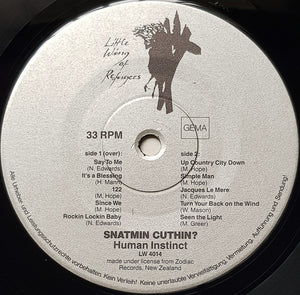 Little
Wing of
Refugees
33 RPM
GEMA
side 1 (over):
Say To Me
(N. Edwards)
It's a Blessing
(H. Mann)
122
(M. Hope)
Since We
(M. Hope)
Rockin Lockin Baby
(N. Edwards)
side 2:
Up Country City Down
(M. Hope)
Simple Man
(M. Hope)
Jacques Le Mere
(N. Edwards)
Turn Your Back on the Wind
(W. Mason)
Seen the Light
(Greer)
SNATMIN CUTHIN?
Human Instinct
LW 4014
made under license from Zodiac
Records, New Zealand
Alle Urheber- und Leistungsschutzrechte vorbehalten. Kein Verleih! Keine unerlaubte Vervielfältigung, Vermietung, Aufführung und Sendung!